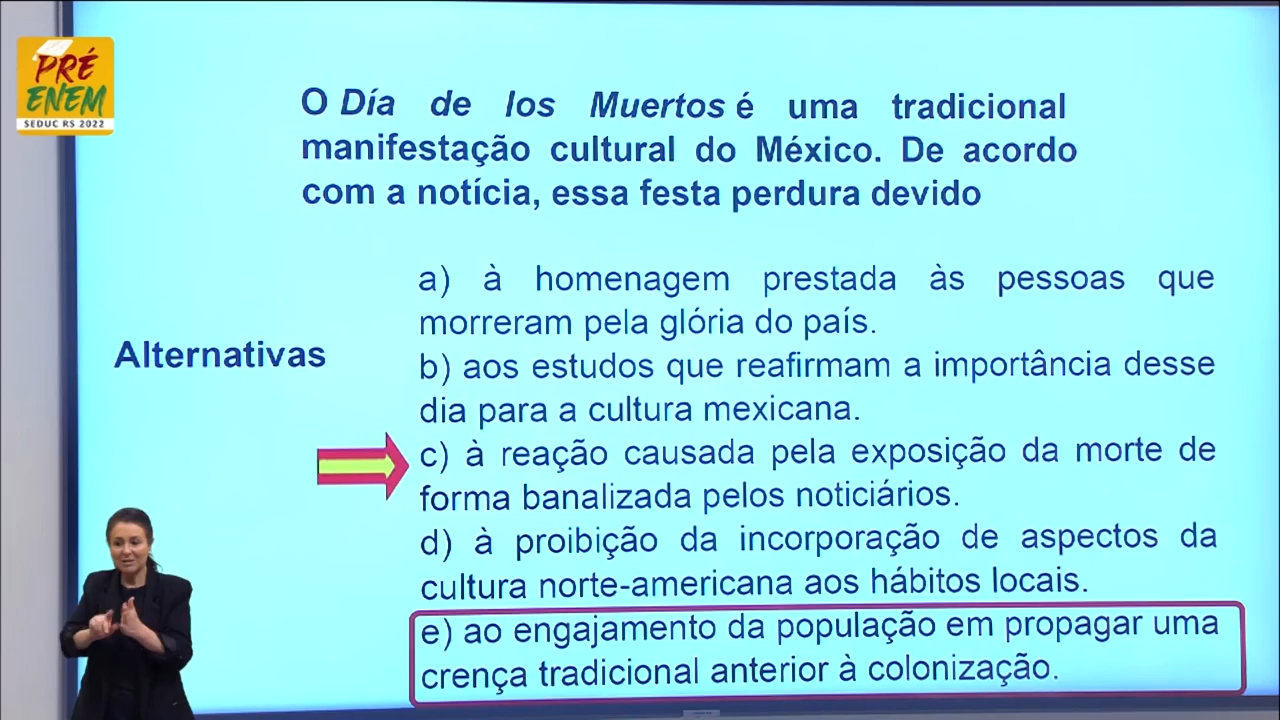 PRÉ
ENEM
SEDUC RS 2022
O Día de los Muertos é uma tradicional
manifestação cultural do México. De acordo
com a notícia, essa festa perdura devido
Alternativas
a) à homenagem prestada às pessoas que
morreram pela glória do país.
b) aos estudos que reafirmam a importância desse
dia para a cultura mexicana.
c) à reação causada pela exposição da morte de
forma banalizada pelos noticiários.
d) à proibição da incorporação de aspectos da
cultura norte-americana aos hábitos locais.
e) ao engajamento da população em propagar uma
crença tradicional anterior à colonização.